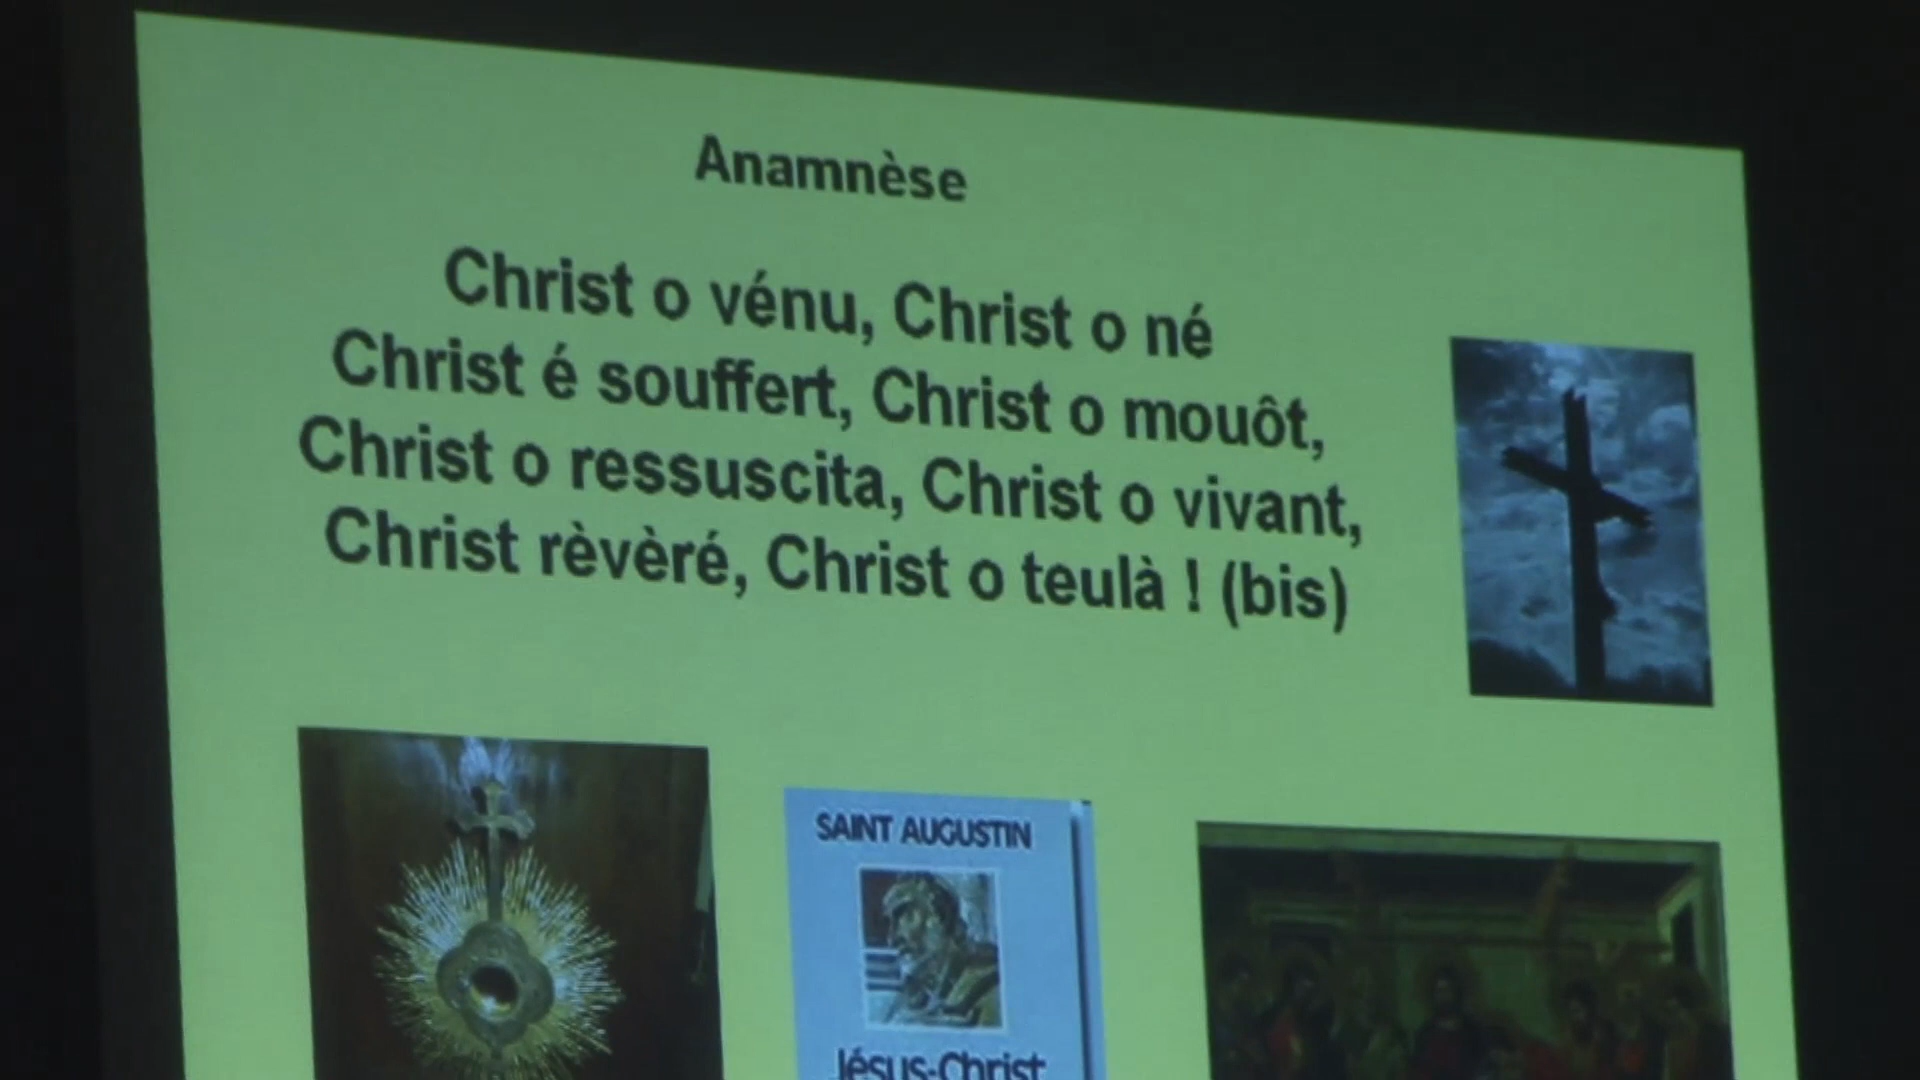 Anamnèse
Christ o vénu, Christ o né
Christ é souffert, Christ o mouôt,
Christ o ressuscita, Christ o vivant,
Christ rèvèré, Christ o teulà ! (bis)
SAINT AUGUSTIN
Jésus-Christ